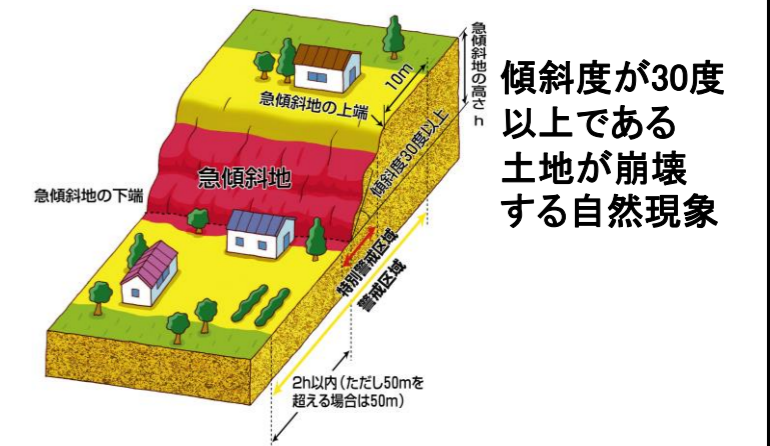 急傾斜地の高さ h
10m
急傾斜地の上端
傾斜度30度以上
急傾斜地
急傾斜地の下端
特別警戒区域
警戒区域
2h以内(ただし50mを
超える場合は50m)
傾斜度が30度
以上である
土地が崩壊
する自然現象